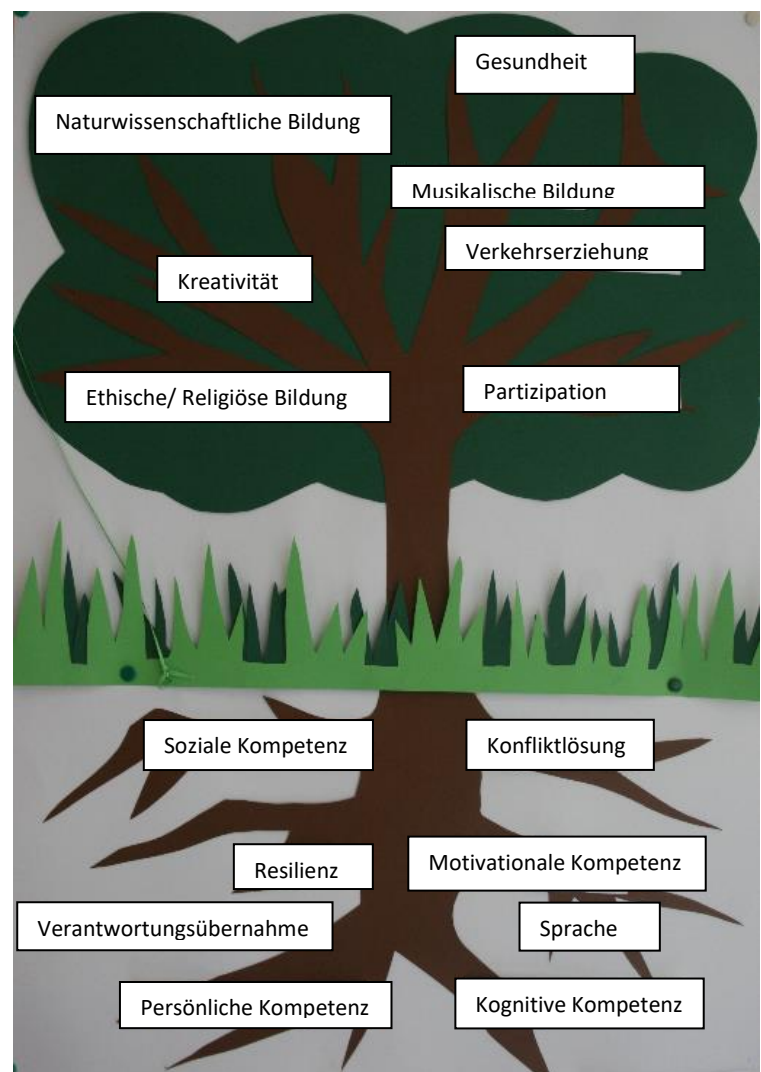 Gesundheit
Naturwissenschaftliche Bildung
Musikalische Bildung
Verkehrserziehung
Kreativität
Ethische/ Religiöse Bildung
Partizipation
Soziale Kompetenz
Konfliktlösung
Resilienz
Motivationale Kompetenz
Verantwortungsübernahme
Sprache
Persönliche Kompetenz
Kognitive Kompetenz